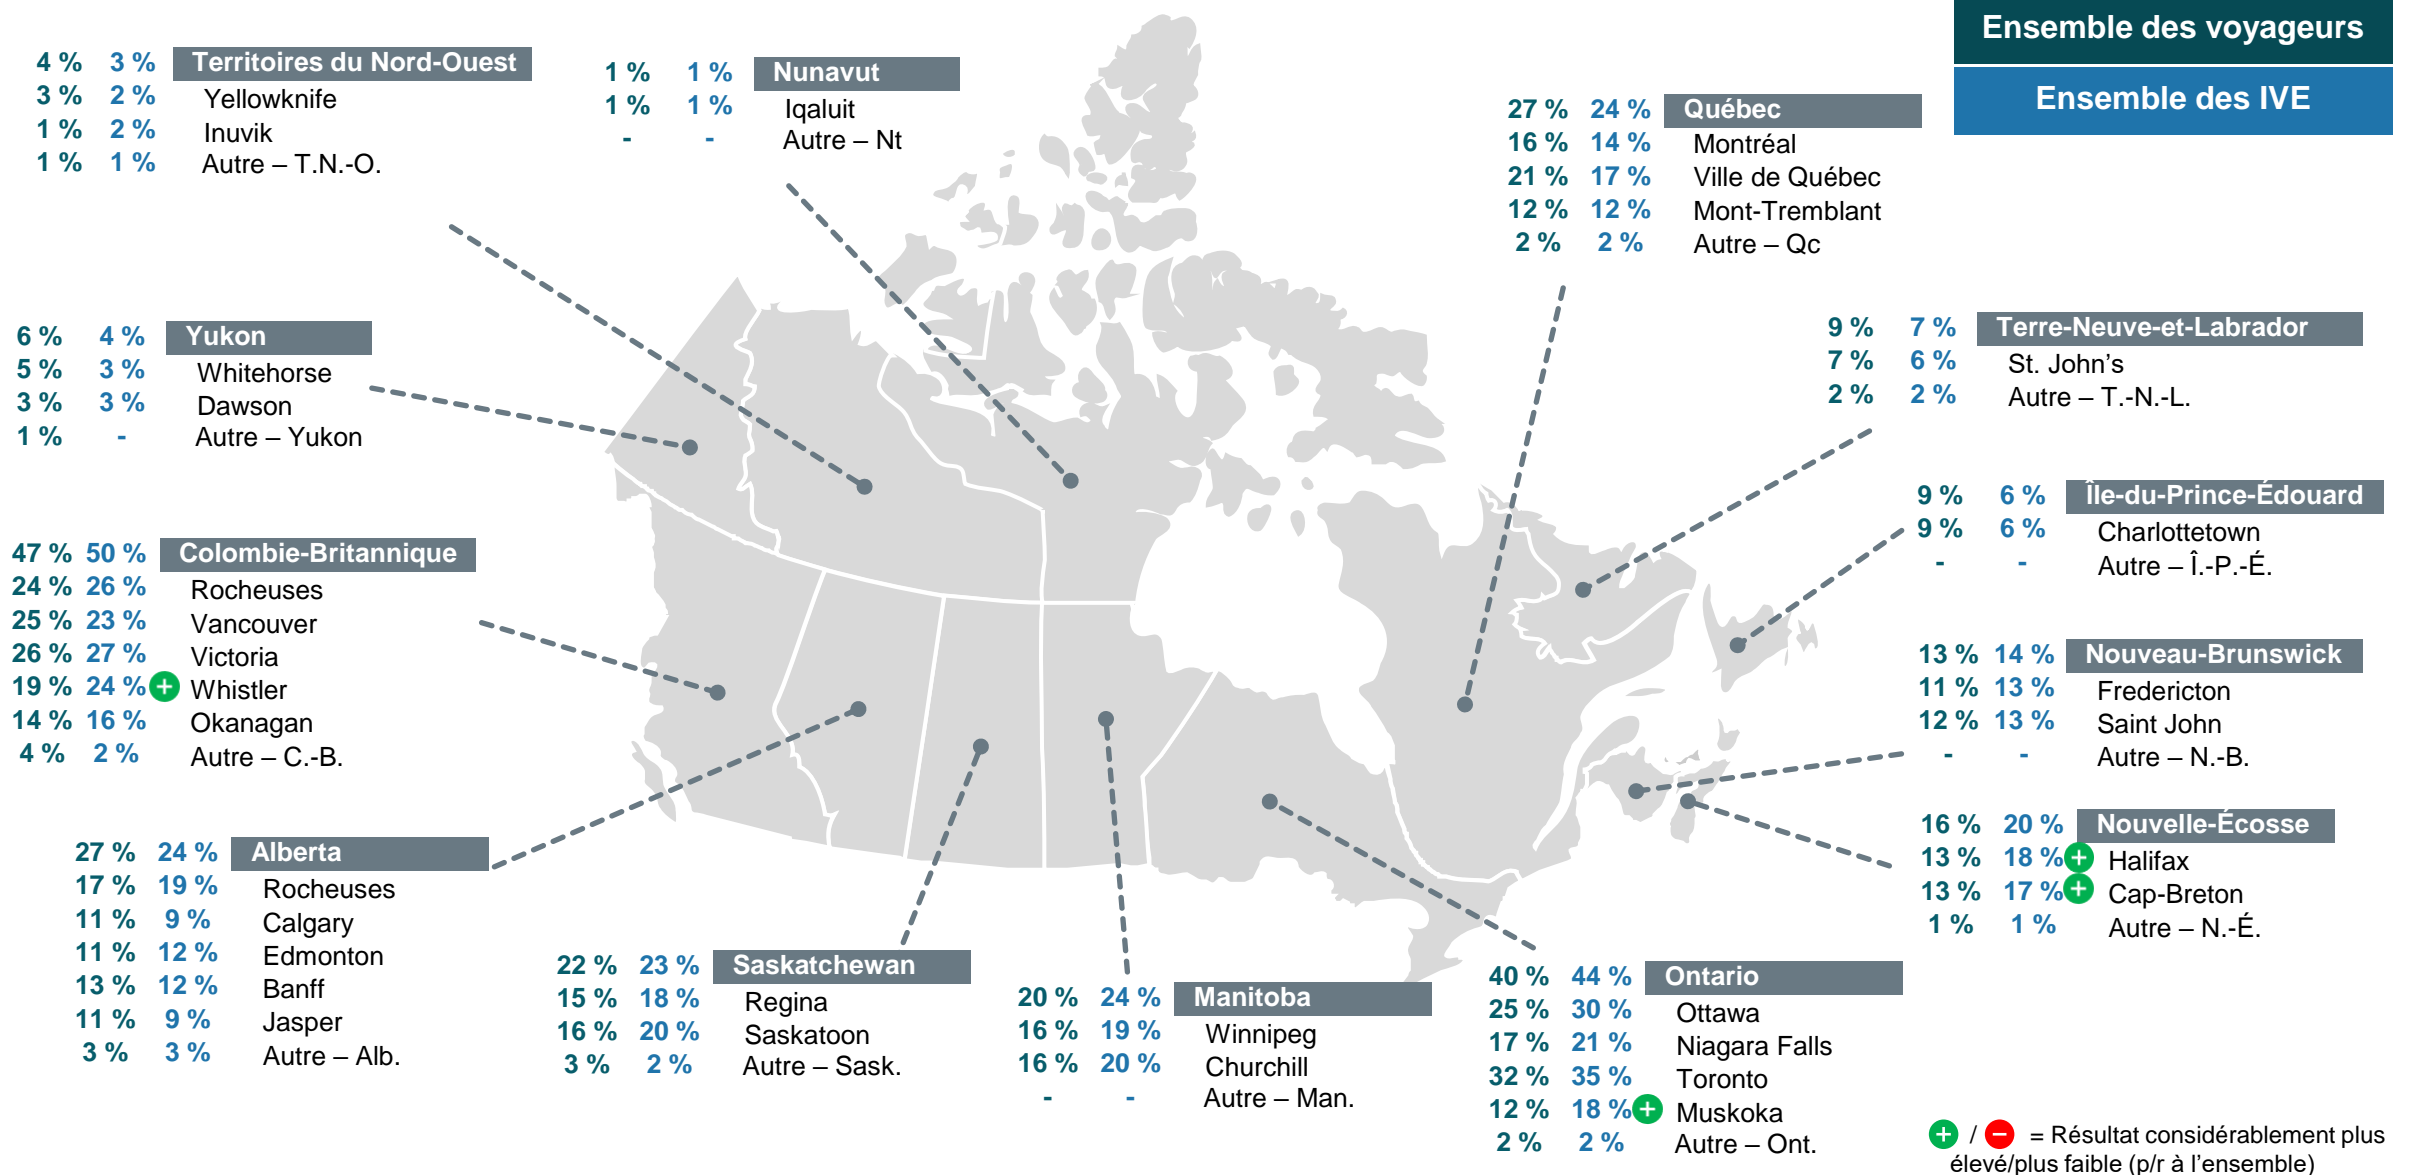 Ensemble des voyageurs
Ensemble des IVE
4 % 3 % Territoires du Nord-Ouest
3 % 2 % Yellowknife
1 % 2 % Inuvik
1 % 1 % Autre – T.N.-O.
1 % 1 % Nunavut
1 % 1 % Iqaluit
- - Autre – Nt
27 % 24 % Québec
16 % 14 % Montréal
21 % 17 % Ville de Québec
12 % 12 % Mont-Tremblant
2 % 2 % Autre – Qc
6 % 4 % Yukon
5 % 3 % Whitehorse
3 % 3 % Dawson
1 % - Autre – Yukon
9 % 7 % Terre-Neuve-et-Labrador
7 % 6 % St. John’s
2 % 2 % Autre – T.-N.-L.
9 % 6 % Île-du-Prince-Édouard
9 % 6 % Charlottetown
- - Autre – Î.-P.-É.
47 % 50 % Colombie-Britannique
24 % 26 % Rocheuses
25 % 23 % Vancouver
26 % 27 % Victoria
19 % 24 % + Whistler
14 % 16 % Okanagan
4 % 2 % Autre – C.-B.
13 % 14 % Nouveau-Brunswick
11 % 13 % Fredericton
12 % 13 % Saint John
- - Autre – N.-B.
16 % 20 % Nouvelle-Écosse
13 % 18 % + Halifax
13 % 17 % + Cap-Breton
1 % 1 % Autre – N.-É.
27 % 24 % Alberta
17 % 19 % Rocheuses
11 % 9 % Calgary
11 % 12 % Edmonton
13 % 12 % Banff
11 % 9 % Jasper
3 % 3 % Autre – Alb.
22 % 23 % Saskatchewan
15 % 18 % Regina
16 % 20 % Saskatoon
3 % 2 % Autre – Sask.
20 % 24 % Manitoba
16 % 19 % Winnipeg
16 % 20 % Churchill
- - Autre – Man.
40 % 44 % Ontario
25 % 30 % Ottawa
17 % 21 % Niagara Falls
32 % 35 % Toronto
12 % 18 % + Muskoka
2 % 2 % Autre – Ont.
+ / − = Résultat considérablement plus
élevé/plus faible (p/r à l’ensemble)